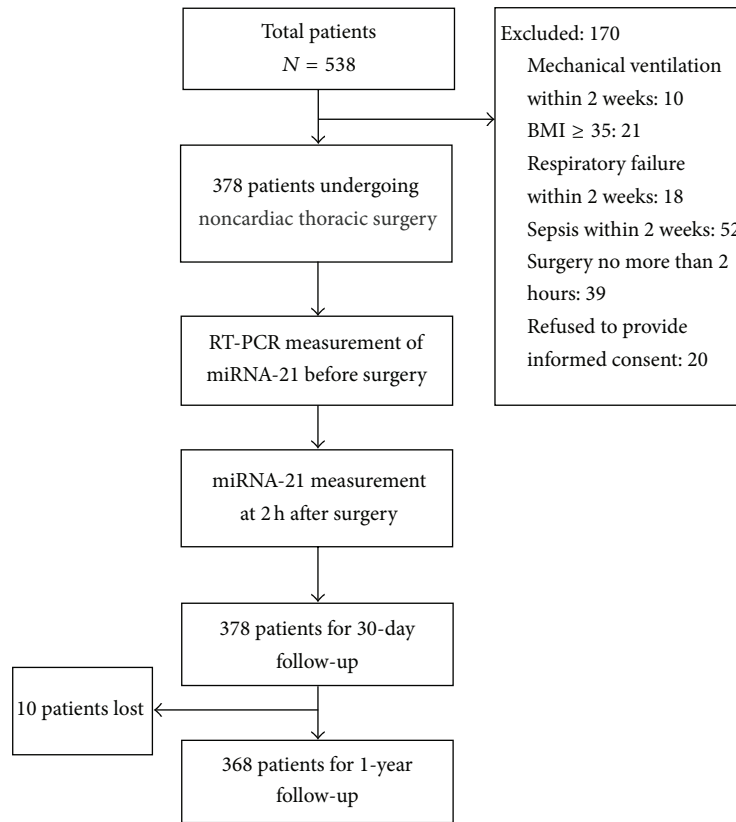 Total patients
N = 538
Excluded: 170
Mechanical ventilation
within 2 weeks: 10
BMI ≥ 35: 21
Respiratory failure
within 2 weeks: 18
Sepsis within 2 weeks: 52
Surgery no more than 2
hours: 39
Refused to provide
informed consent: 20
378 patients undergoing
noncardiac thoracic surgery
RT-PCR measurement of
miRNA-21 before surgery
miRNA-21 measurement
at 2 h after surgery
378 patients for 30-day
follow-up
10 patients lost
368 patients for 1-year
follow-up